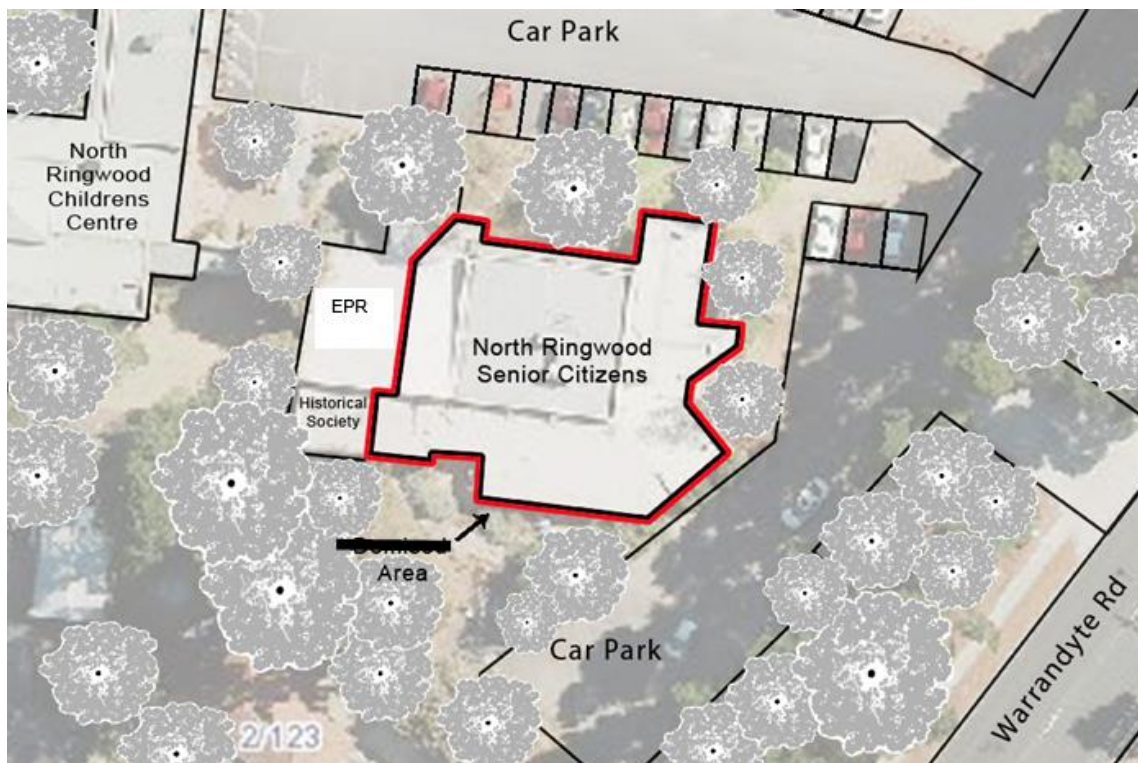 Car Park
North
Ringwood
Childrens
Centre
EPR
North Ringwood
Senior Citizens
Historical
Society
Area
Car Park
Warrandyte Rd
2/123